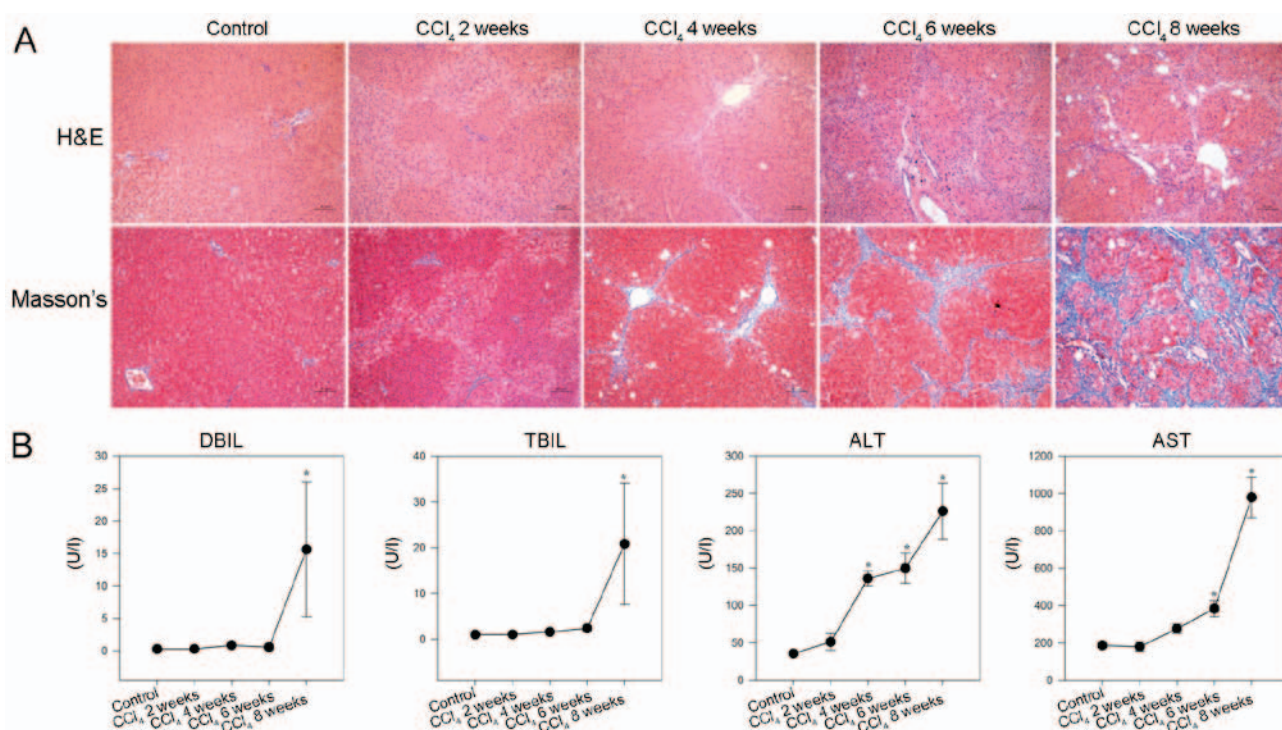 A
Control
CCl₄ 2 weeks
CCl₄ 4 weeks
CCl₄ 6 weeks
CCl₄ 8 weeks
H&E
Masson's
B
DBIL
TBIL
ALT
AST
(U/l)
30
25
20
15
10
5
0
*
Control
CCl₄ 2 weeks
CCl₄ 4 weeks
CCl₄ 6 weeks
CCl₄ 8 weeks
(U/l)
40
30
20
10
0
*
Control
CCl₄ 2 weeks
CCl₄ 4 weeks
CCl₄ 6 weeks
CCl₄ 8 weeks
(U/l)
300
250
200
150
100
50
0
*
*
*
Control
CCl₄ 2 weeks
CCl₄ 4 weeks
CCl₄ 6 weeks
CCl₄ 8 weeks
(U/l)
1200
1000
800
600
400
200
0
*
*
Control
CCl₄ 2 weeks
CCl₄ 4 weeks
CCl₄ 6 weeks
CCl₄ 8 weeks